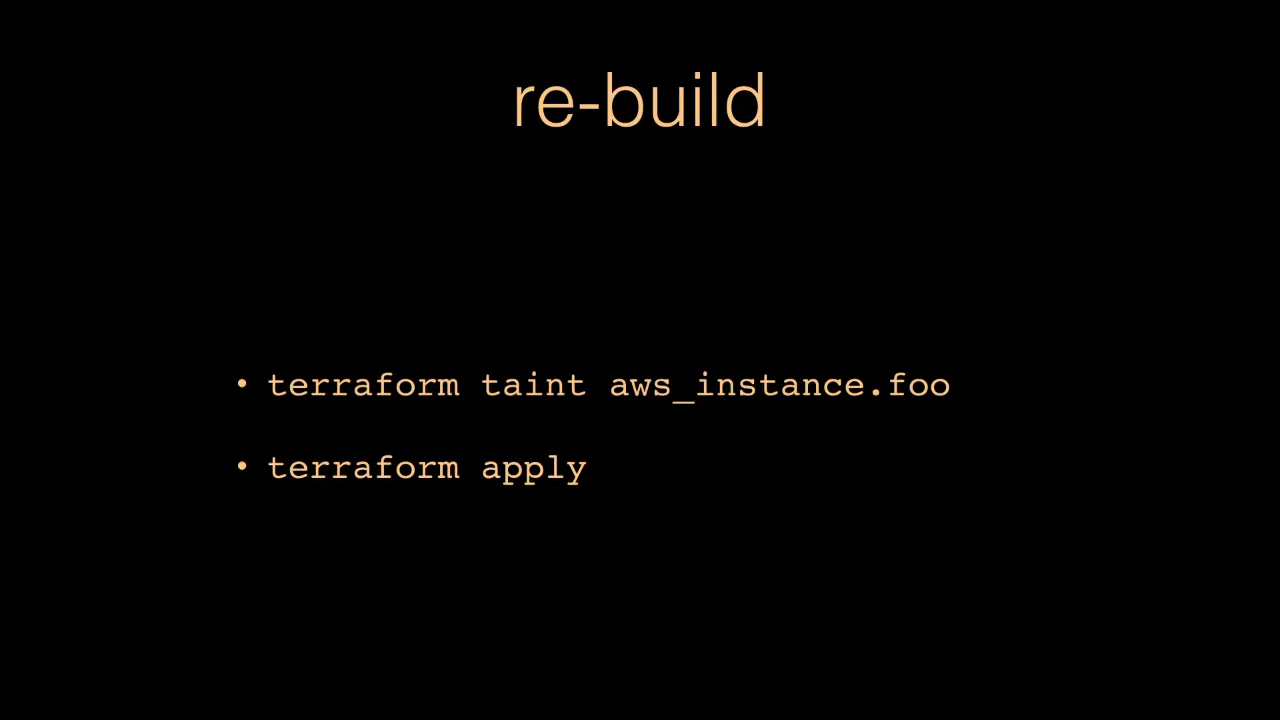 re-build
• terraform taint aws_instance.foo
• terraform apply